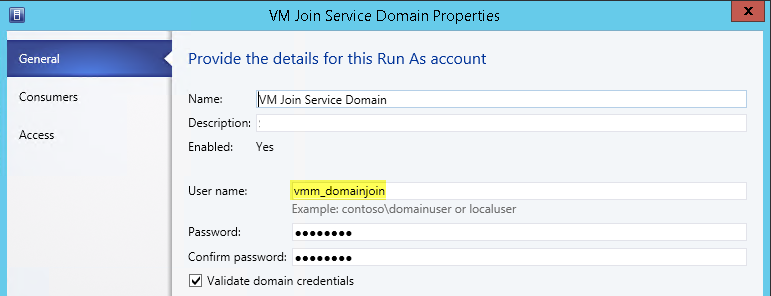 VM Join Service Domain Properties
x
General
Provide the details for this Run As account
Consumers
Name: VM Join Service Domain
Description: :
Access
Enabled: Yes
User name: vmm_domainjoin
Example: contoso\domainuser or localuser
Password: ●●●●●●●●
Confirm password: ●●●●●●●●
Validate domain credentials